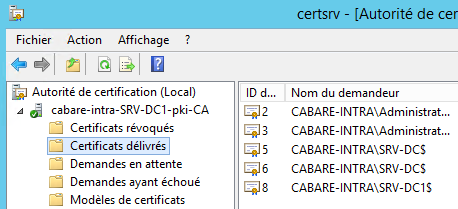 certsrv - [Autorité de cer
Fichier Action Affichage ?
Autorité de certification (Local)
cabare-intra-SRV-DC1-pki-CA
Certificats révoqués
Certificats délivrés
Demandes en attente
Demandes ayant échoué
Modèles de certificats
ID d... Nom du demandeur
2 CABARE-INTRA\Administrat...
3 CABARE-INTRA\Administrat...
5 CABARE-INTRA\SRV-DC$
6 CABARE-INTRA\SRV-DC$
8 CABARE-INTRA\SRV-DC1$